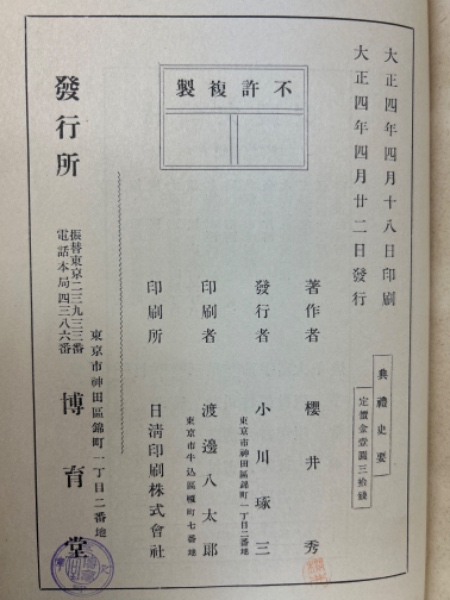 大正四年四月十八日印刷
大正四年四月廿二日發行
典禮史要
定價金壹圓三拾錢
不許複製
著作者 櫻井秀
發行者 小川琢三
東京市神田區錦町一丁目二番地
印刷者 渡邊八太郎
東京市牛込區榎町七番地
印刷所 日淸印刷株式會社
發行所 博育堂
東京市神田區錦町一丁目二番地
振替東京二三九三三番
電話本局四三八六番